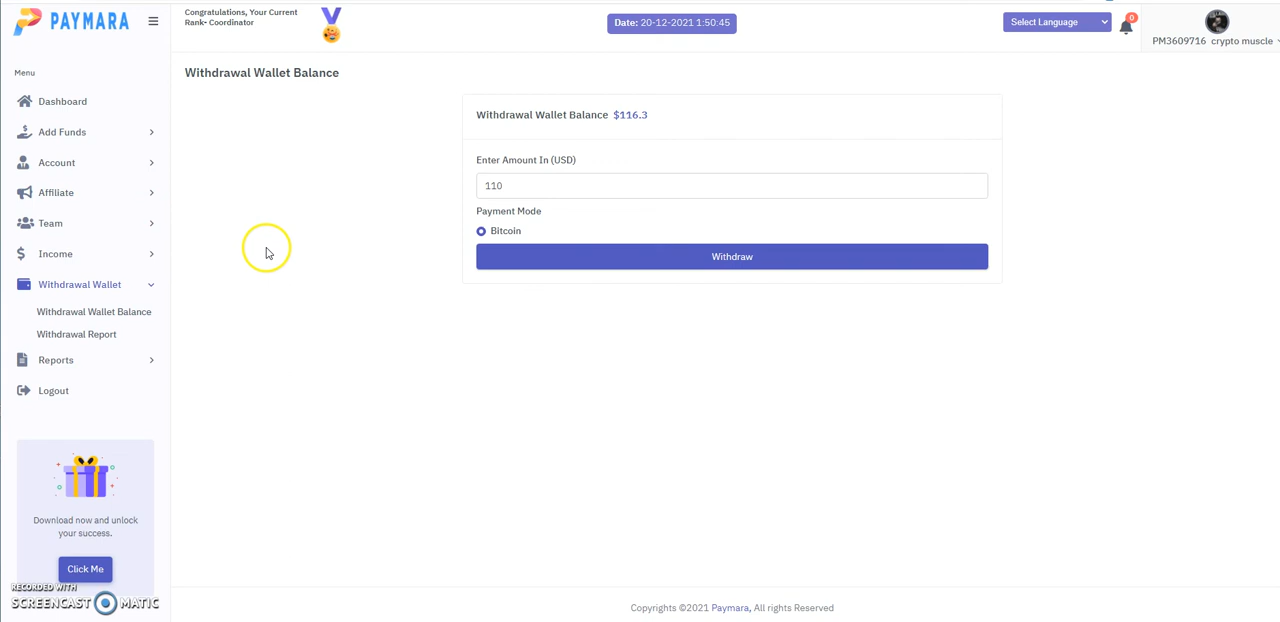 PAYMARA
Congratulations, Your Current
Rank- Coordinator
Date: 20-12-2021 1:50:45
Select Language
0
PM3609716 crypto muscle
Menu
Dashboard
Add Funds
Account
Affiliate
Team
Income
Withdrawal Wallet
Withdrawal Wallet Balance
Withdrawal Report
Reports
Logout
Download now and unlock
your success.
Click Me
RECORDED WITH
SCREENCAST MATIC
Withdrawal Wallet Balance
Withdrawal Wallet Balance $116.3
Enter Amount In (USD)
110
Payment Mode
Bitcoin
Withdraw
Copyrights ©2021 Paymara, All rights Reserved